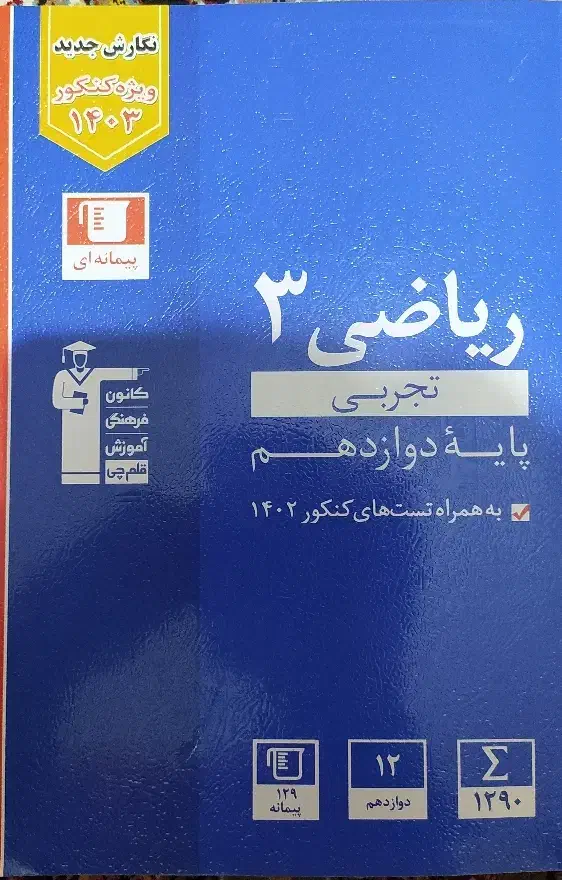 نگارش جدید
ویژه کنکور
۱۴۰۳
پیمانه ای
ریاضی ۳
تجربی
پایهٔ دوازدهم
به همراه تست‌های کنکور ۱۴۰۲
کانون
فرهنگی
آموزش
قلم‌چی
∑
۱۲۹۰
۱۲
دوازدهم
۱۲۹
پیمانه